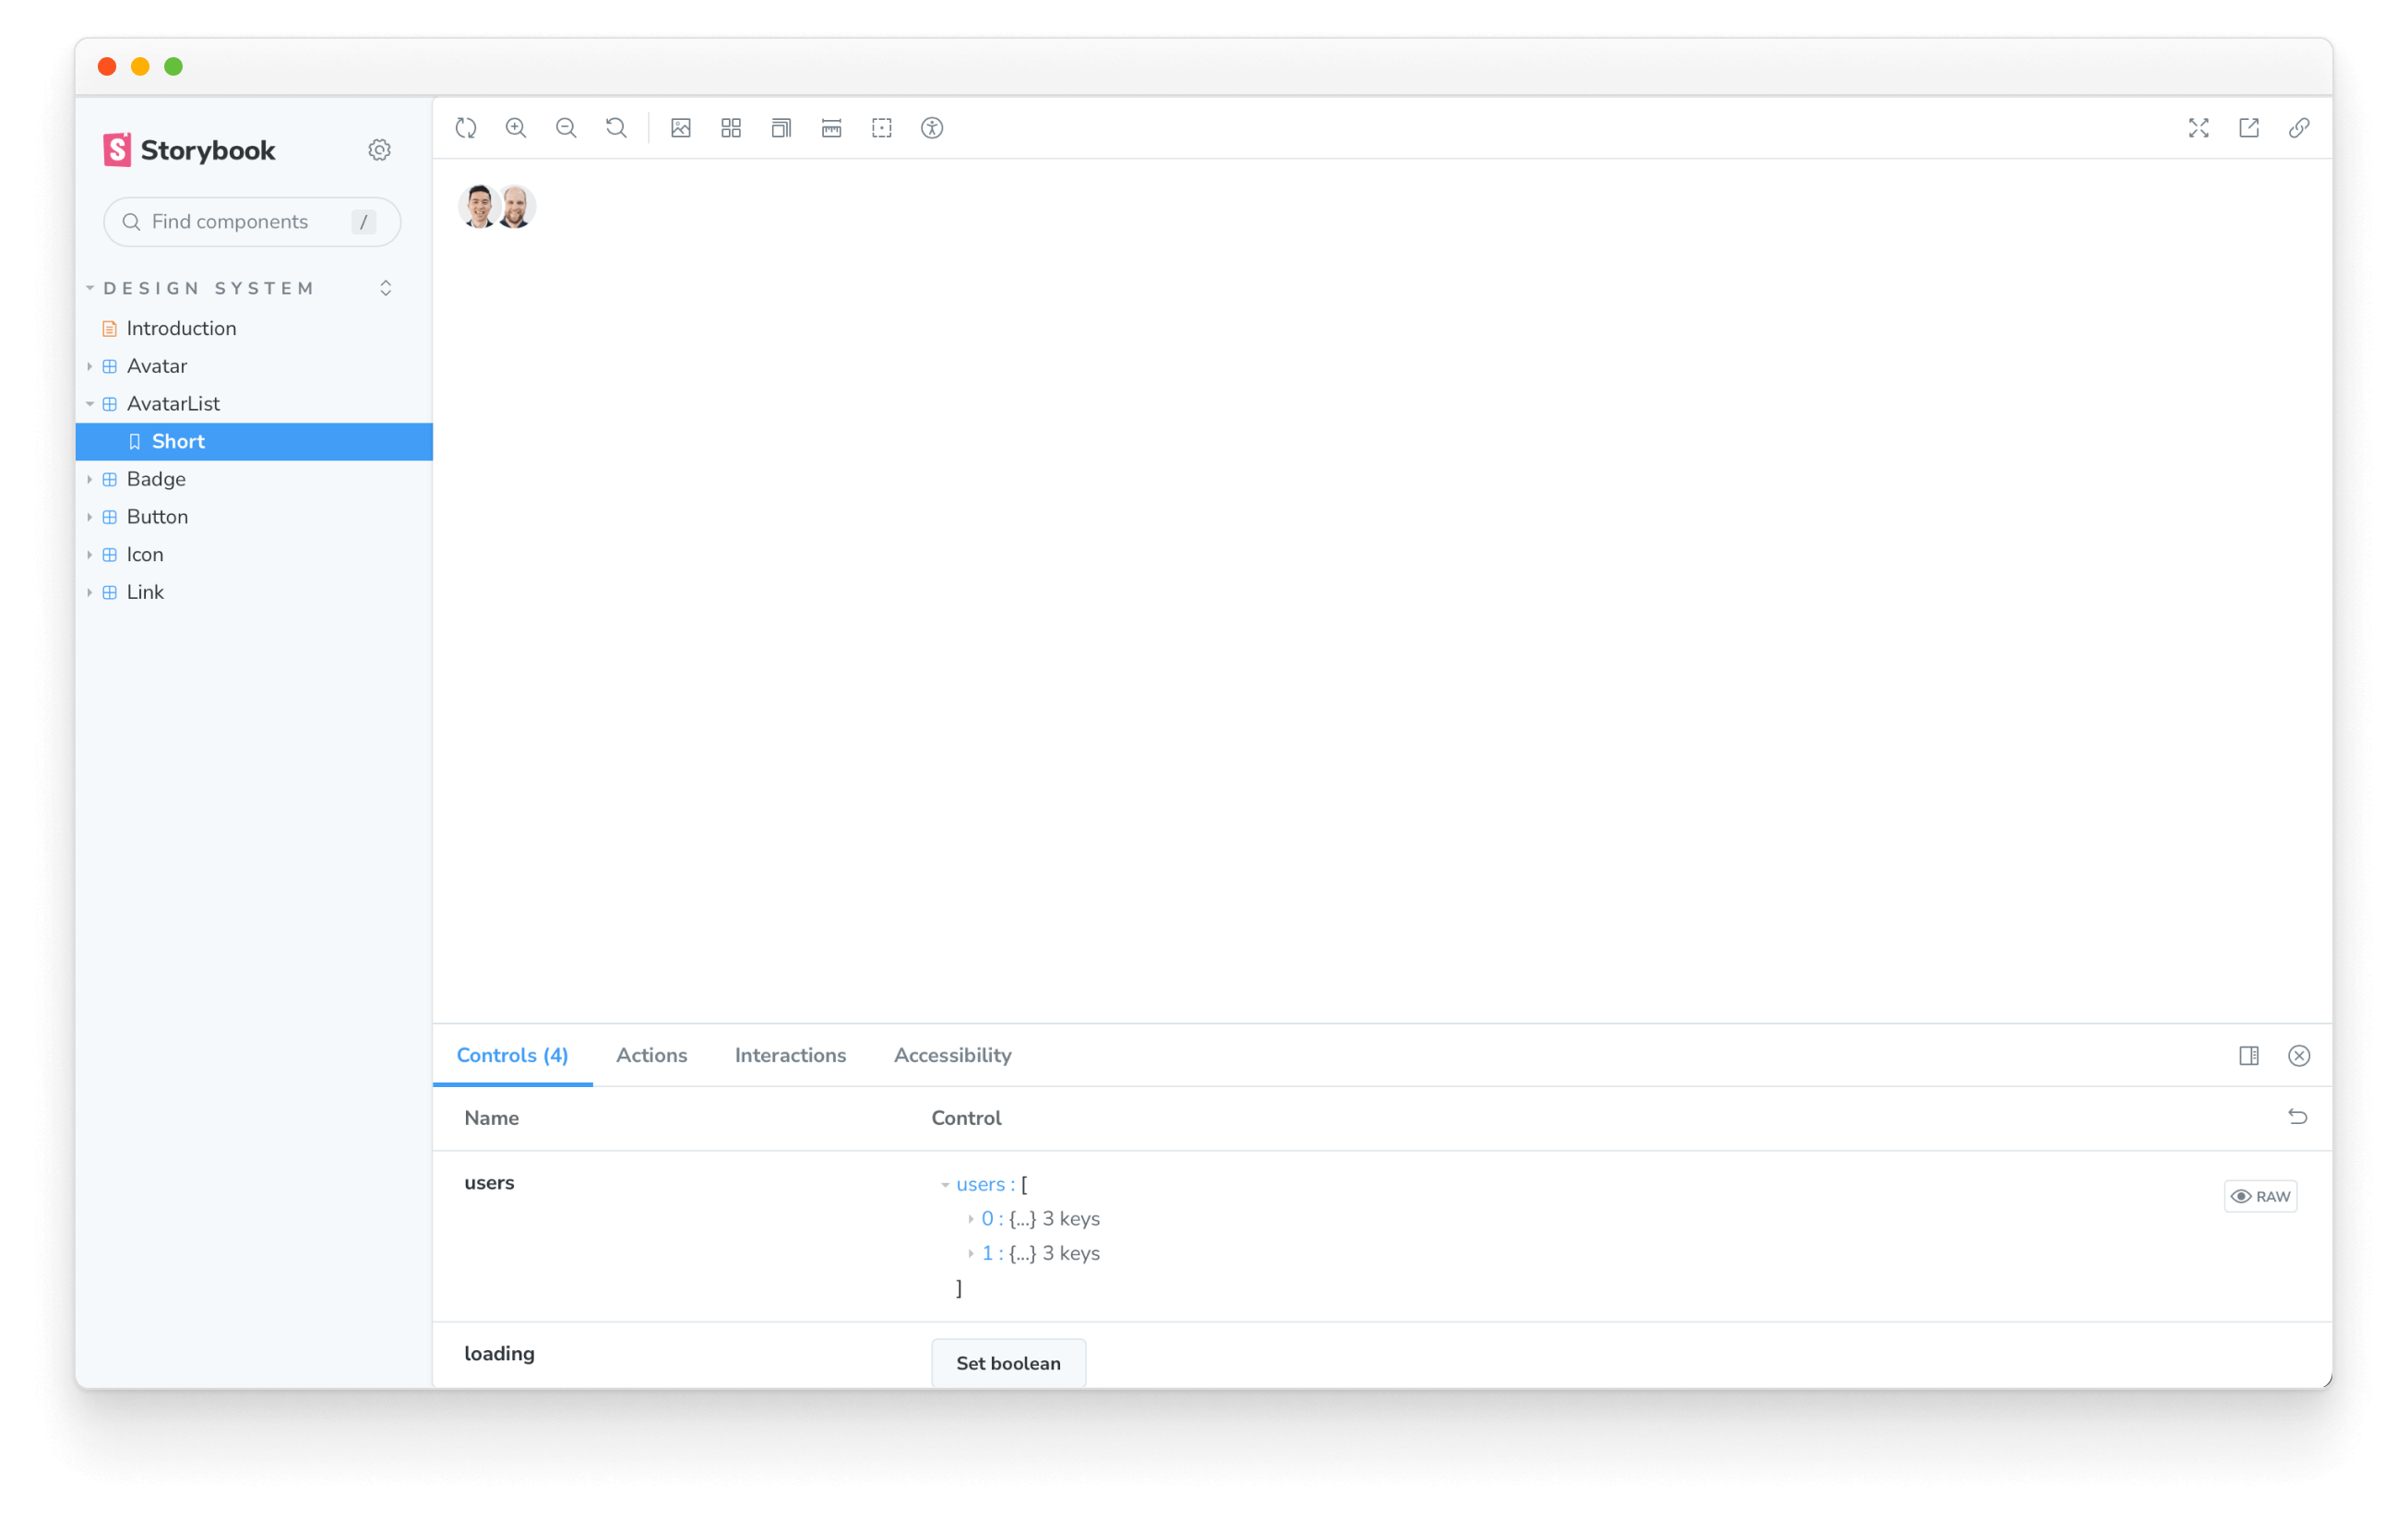 Storybook
Find components /
DESIGN SYSTEM
Introduction
Avatar
AvatarList
Short
Badge
Button
Icon
Link
Controls (4) Actions Interactions Accessibility
Name Control
users users : [ RAW
0 : {...} 3 keys
1 : {...} 3 keys
]
loading Set boolean